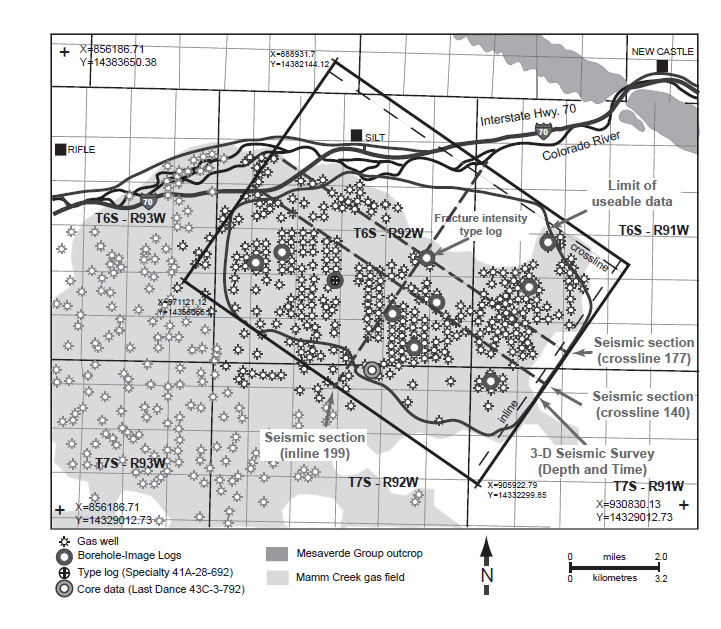 X=856186.71
Y=14383650.38
X=888931.7
Y=14382144.12
NEW CASTLE
Interstate Hwy. 70
70
RIFLE
SILT
Colorado River
Limit of
useable data
70
T6S - R93W
T6S - R92W
Fracture intensity
type log
T6S - R91W
crossline
X=871121.12
Seismic section
(crossline 177)
Seismic section
(crossline 140)
inline
Seismic section
(inline 199)
3-D Seismic Survey
(Depth and Time)
T7S - R93W
T7S - R92W
X=905922.79
Y=14332299.85
T7S - R91W
X=856186.71
Y=14329012.73
X=930830.13
Y=14329012.73
Gas well
Borehole-Image Logs
Type log (Specialty 41A-28-692)
Core data (Last Dance 43C-3-792)
Mesaverde Group outcrop
Mamm Creek gas field
N
0 miles 2.0
0 kilometres 3.2